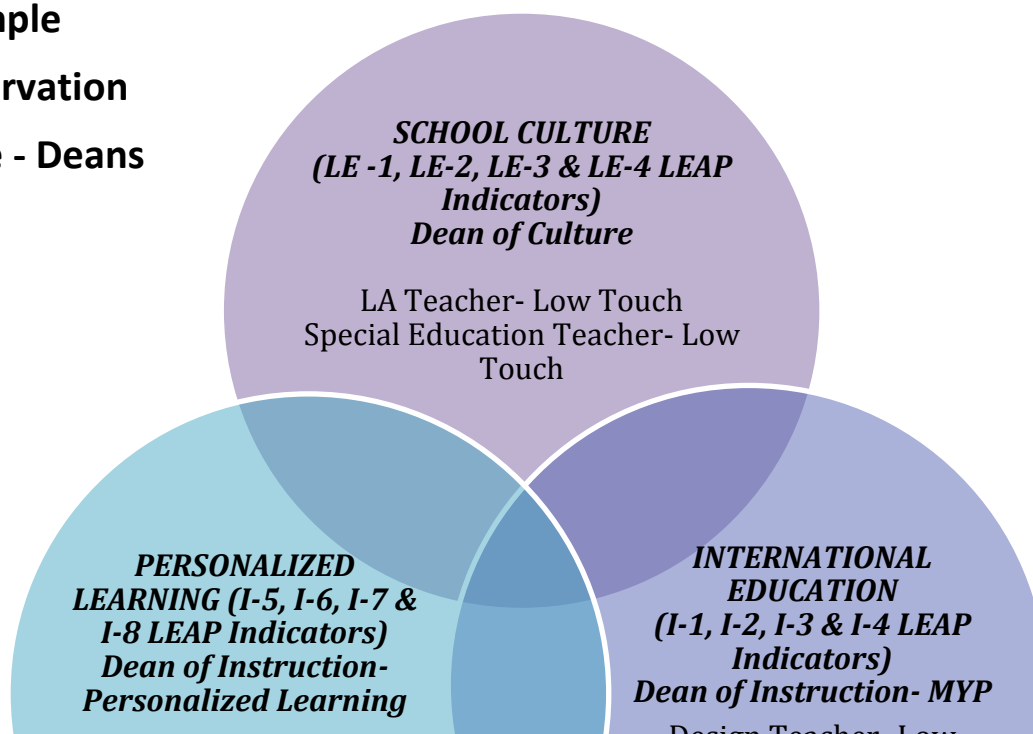 mple
rvation
e - Deans
SCHOOL CULTURE
(LE -1, LE-2, LE-3 & LE-4 LEAP
Indicators)
Dean of Culture
LA Teacher- Low Touch
Special Education Teacher- Low
Touch
PERSONALIZED
LEARNING (I-5, I-6, I-7 &
I-8 LEAP Indicators)
Dean of Instruction-
Personalized Learning
INTERNATIONAL
EDUCATION
(I-1, I-2, I-3 & I-4 LEAP
Indicators)
Dean of Instruction- MYP
Design Teacher- Low